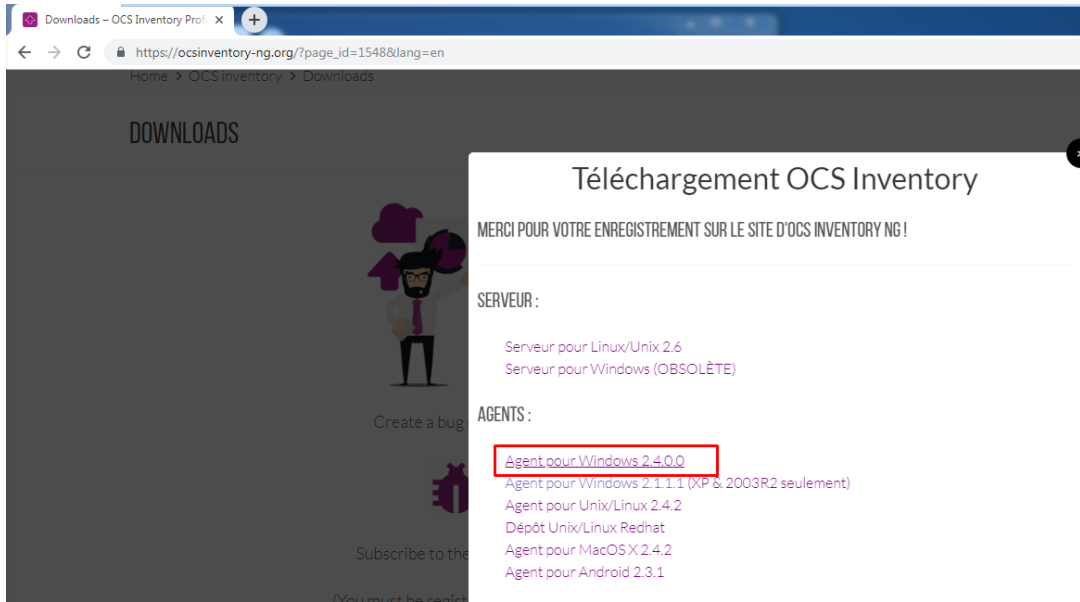 Downloads – OCS Inventory Prof
https://ocsinventory-ng.org/?page_id=1548&lang=en
Home > OCS inventory > Downloads
DOWNLOADS
Téléchargement OCS Inventory
MERCI POUR VOTRE ENREGISTREMENT SUR LE SITE D'OCS INVENTORY NG !
SERVEUR :
Serveur pour Linux/Unix 2.6
Serveur pour Windows (OBSOLÈTE)
Create a bug
AGENTS :
Agent pour Windows 2.4.0.0
Agent pour Windows 2.1.1.1 (XP & 2003R2 seulement)
Agent pour Unix/Linux 2.4.2
Dépôt Unix/Linux Redhat
Agent pour MacOS X 2.4.2
Agent pour Android 2.3.1
Subscribe to the
(You must be regist